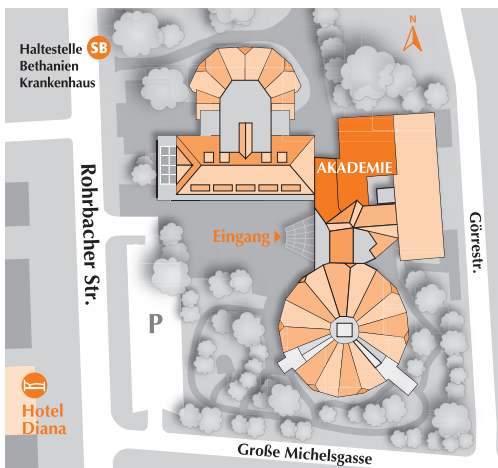 N
Haltestelle SB
Bethanien
Krankenhaus
AKADEMIE
Rohrbacher Str.
Görrestr.
Eingang
P
Hotel
Diana
Große Michelsgasse